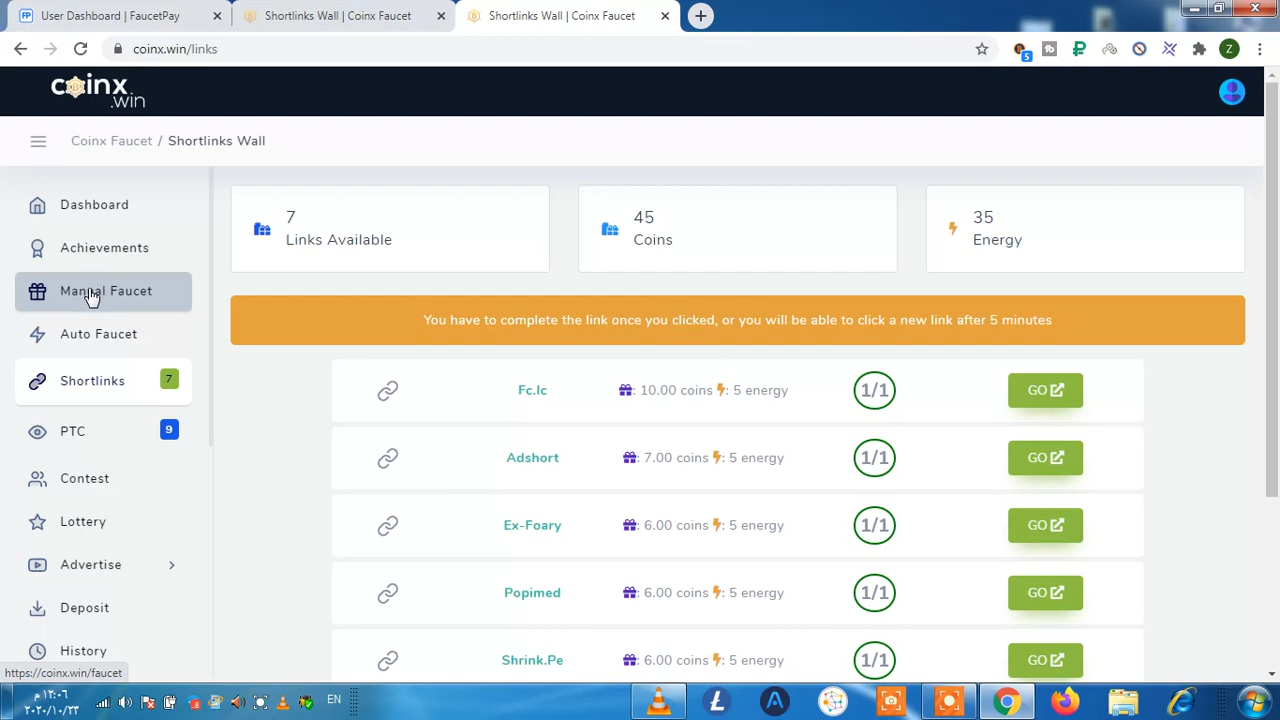 User Dashboard | FaucetPay
Shortlinks Wall | Coinx Faucet
Shortlinks Wall | Coinx Faucet
coinx.win/links
5
Z
coinx
.win
Coinx Faucet / Shortlinks Wall
Dashboard
Achievements
Manual Faucet
Auto Faucet
Shortlinks 7
PTC 9
Contest
Lottery
Advertise
Deposit
History
7
Links Available
45
Coins
35
Energy
You have to complete the link once you clicked, or you will be able to click a new link after 5 minutes
Fc.lc : 10.00 coins : 5 energy 1/1 GO
Adshort : 7.00 coins : 5 energy 1/1 GO
Ex-Foary : 6.00 coins : 5 energy 1/1 GO
Popimed : 6.00 coins : 5 energy 1/1 GO
Shrink.Pe : 6.00 coins : 5 energy 1/1 GO
https://coinx.win/faucet
١٢:٠٦ م
٢٠٢٠/١٠/٢٣
EN